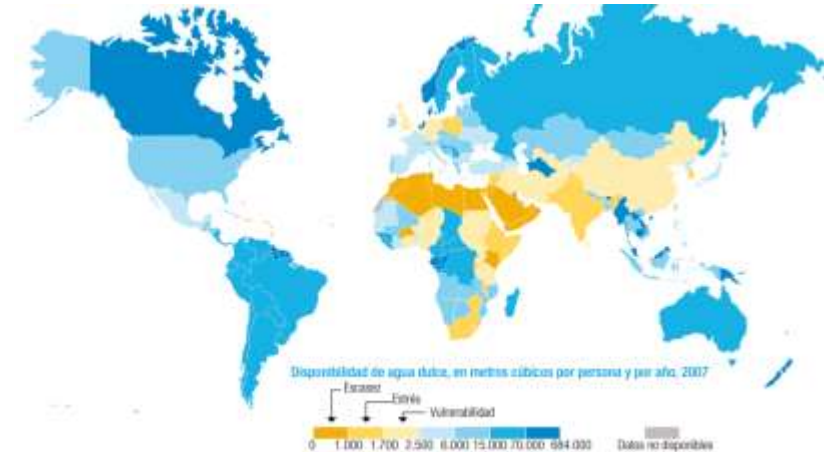 Disponibilidad de agua dulce, en metros cúbicos por persona y por año, 2007
Escasez
Estrés
Vulnerabilidad
0 1.000 1.700 2.500 6.000 15.000 70.000 684.000
Datos no disponibles